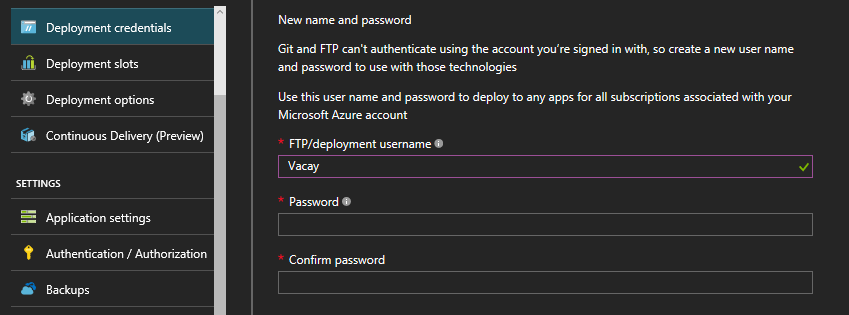 Deployment credentials
Deployment slots
Deployment options
Continuous Delivery (Preview)
SETTINGS
Application settings
Authentication / Authorization
Backups
New name and password
Git and FTP can't authenticate using the account you're signed in with, so create a new user name
and password to use with those technologies
Use this user name and password to deploy to any apps for all subscriptions associated with your
Microsoft Azure account
* FTP/deployment username
Vacay
* Password
* Confirm password